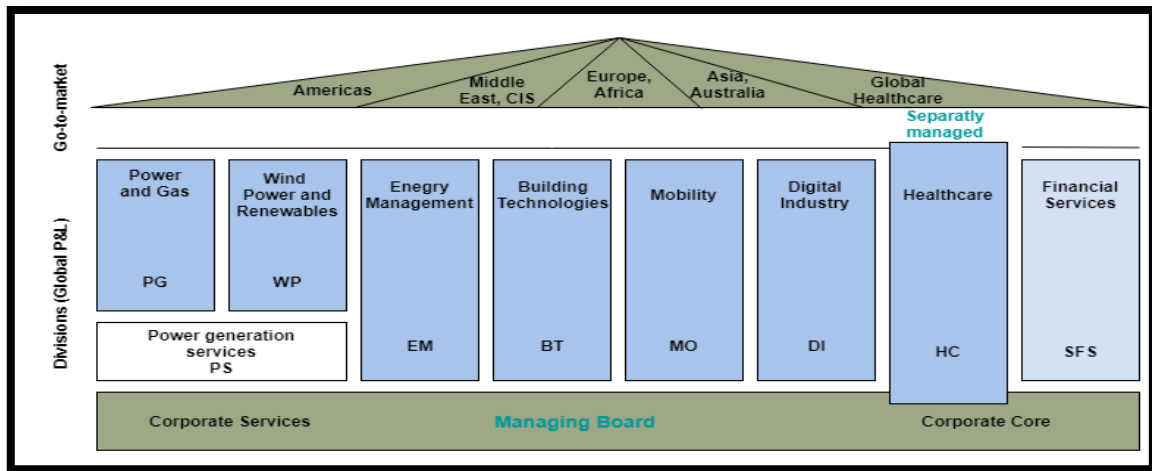 Go-to-market
Americas
Middle
East, CIS
Europe,
Africa
Asia,
Australia
Global
Healthcare
Separatly
managed
Divisions (Global P&L)
Power
and Gas
PG
Wind
Power and
Renewables
WP
Power generation
services
PS
Enegry
Management
EM
Building
Technologies
BT
Mobility
MO
Digital
Industry
DI
Healthcare
HC
Financial
Services
SFS
Corporate Services
Managing Board
Corporate Core